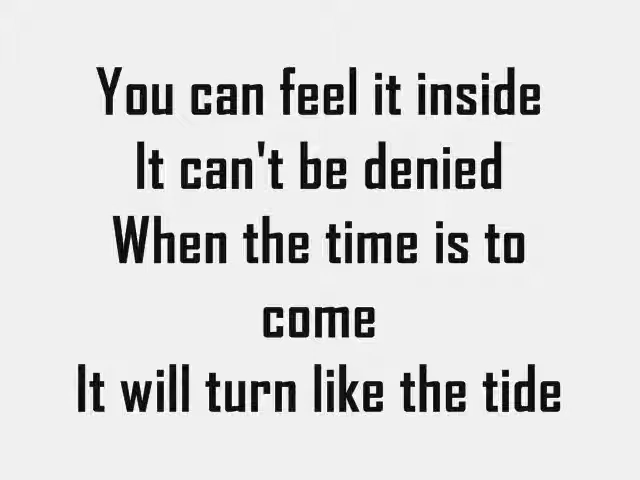 You can feel it inside
It can't be denied
When the time is to
come
It will turn like the tide